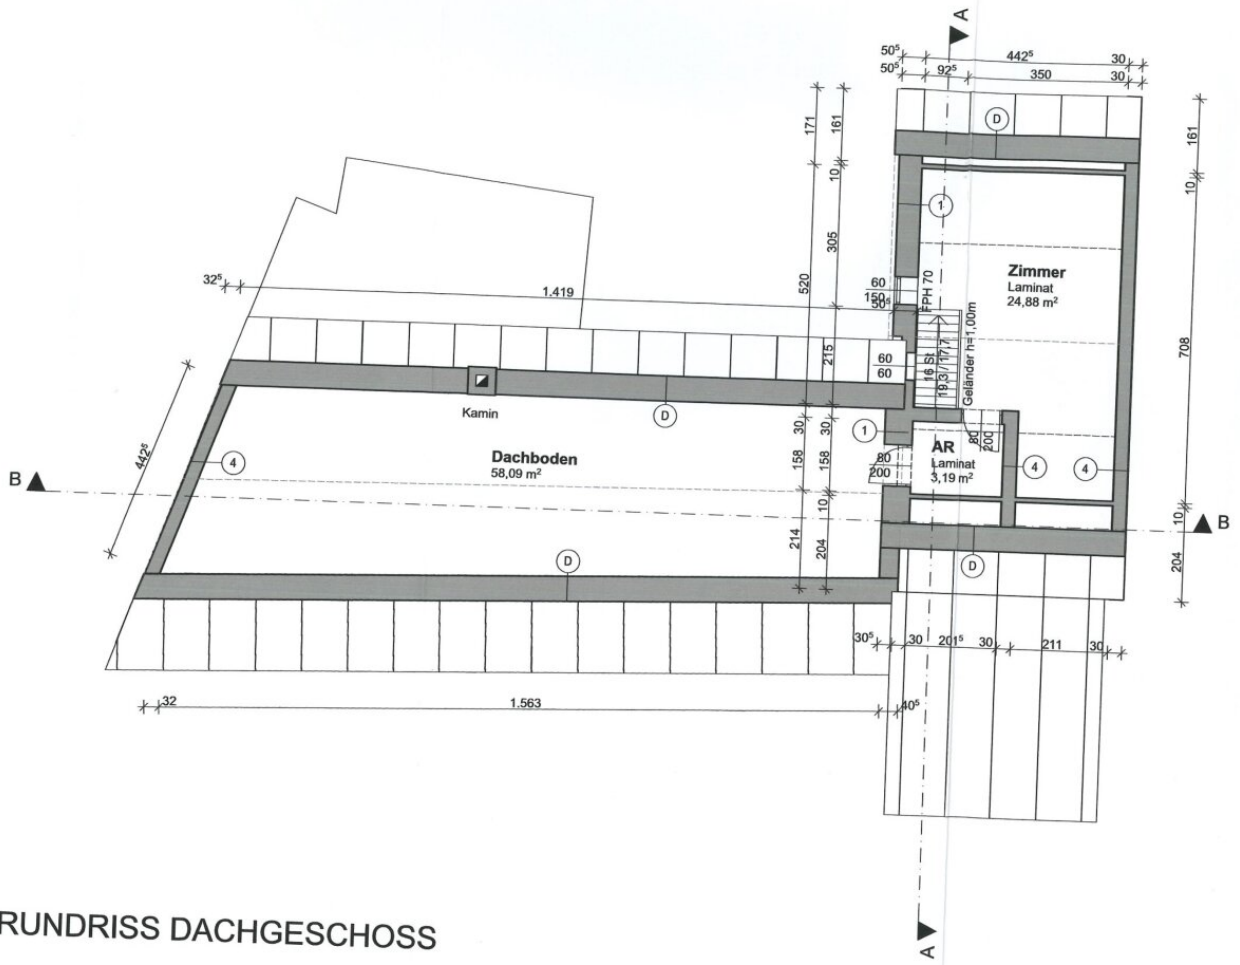 A
50⁵ 442⁵ 30
50⁵ 92⁵ 350 30
171
161
D
161
10
10
1
305
520
32⁵
1.419
60
150
50⁵
FPH 70
Zimmer
Laminat
24,88 m²
708
215
60
60
16 St
19,3 / 17,7
Geländer h=1,00m
Kamin
D
442⁵
4
Dachboden
58,09 m²
30
30
158
158
1
80
200
AR
Laminat
3,19 m²
80
200
4
4
B
10
214
204
10
204
B
D
D
30⁵ 30 201⁵ 30 211 30
32 1.563 40⁵
A
RUNDRISS DACHGESCHOSS